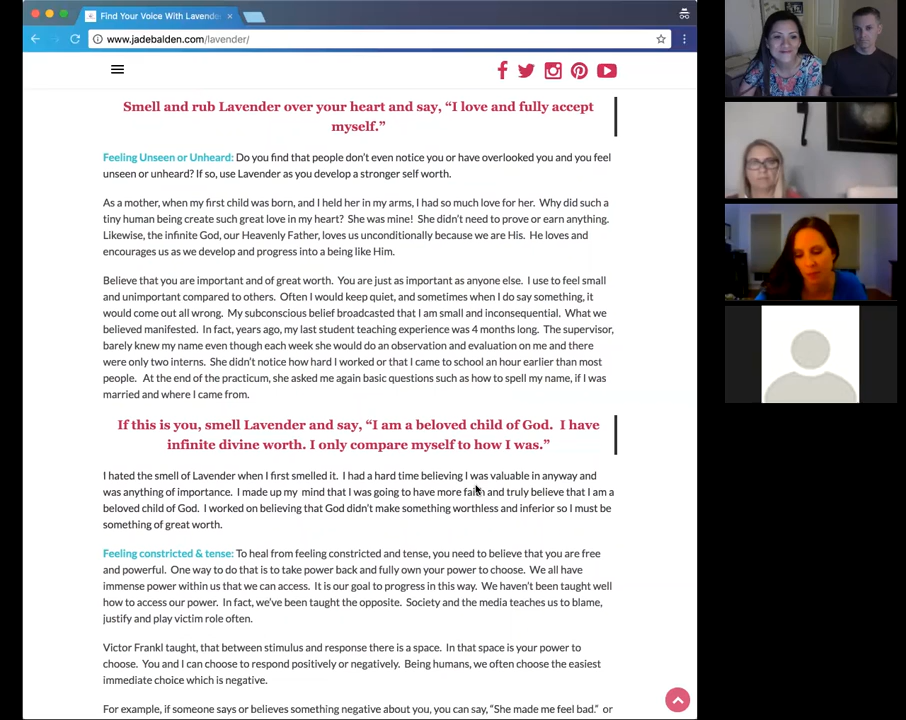 Find Your Voice With Lavende
www.jadebalden.com/lavender/
Smell and rub Lavender over your heart and say, “I love and fully accept
myself.”
Feeling Unseen or Unheard: Do you find that people don’t even notice you or have overlooked you and you feel
unseen or unheard? If so, use Lavender as you develop a stronger self worth.
As a mother, when my first child was born, and I held her in my arms, I had so much love for her. Why did such a
tiny human being create such great love in my heart? She was mine! She didn’t need to prove or earn anything.
Likewise, the infinite God, our Heavenly Father, loves us unconditionally because we are His. He loves and
encourages us as we develop and progress into a being like Him.
Believe that you are important and of great worth. You are just as important as anyone else. I use to feel small
and unimportant compared to others. Often I would keep quiet, and sometimes when I do say something, it
would come out all wrong. My subconscious belief broadcasted that I am small and inconsequential. What we
believed manifested. In fact, years ago, my last student teaching experience was 4 months long. The supervisor,
barely knew my name even though each week she would do an observation and evaluation on me and there
were only two interns. She didn’t notice how hard I worked or that I came to school an hour earlier than most
people. At the end of the practicum, she asked me again basic questions such as how to spell my name, if I was
married and where I came from.
If this is you, smell Lavender and say, “I am a beloved child of God. I have
infinite divine worth. I only compare myself to how I was.”
I hated the smell of Lavender when I first smelled it. I had a hard time believing I was valuable in anyway and
was anything of importance. I made up my mind that I was going to have more faith and truly believe that I am a
beloved child of God. I worked on believing that God didn’t make something worthless and inferior so I must be
something of great worth.
Feeling constricted & tense: To heal from feeling constricted and tense, you need to believe that you are free
and powerful. One way to do that is to take power back and fully own your power to choose. We all have
immense power within us that we can access. It is our goal to progress in this way. We haven’t been taught well
how to access our power. In fact, we’ve been taught the opposite. Society and the media teaches us to blame,
justify and play victim role often.
Victor Frankl taught, that between stimulus and response there is a space. In that space is your power to
choose. You and I can choose to respond positively or negatively. Being humans, we often choose the easiest
immediate choice which is negative.
For example, if someone says or believes something negative about you, you can say, “She made me feel bad.” or